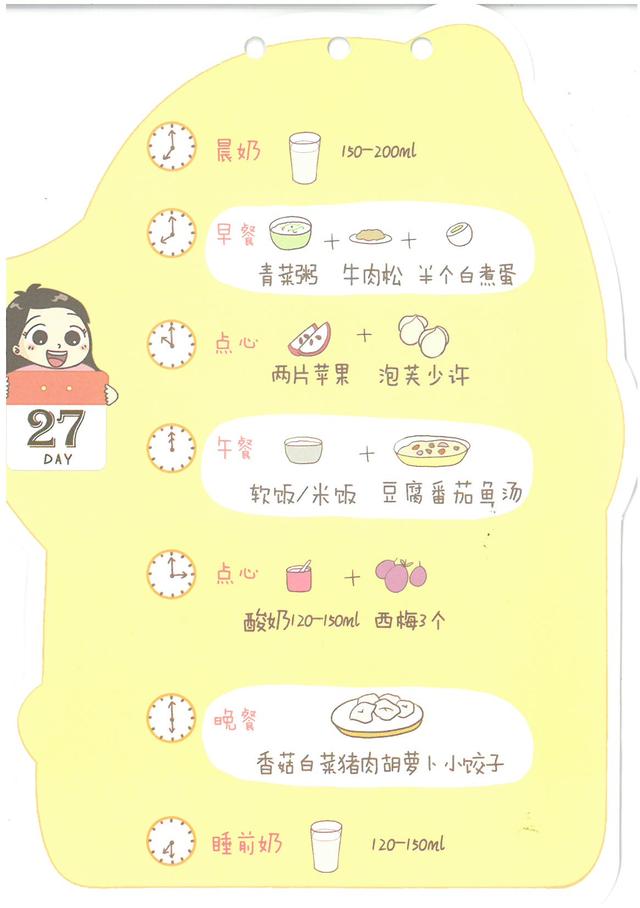 晨奶 150-200ml
早餐
青菜粥 牛肉松 半个白煮蛋
点心
两片苹果 泡芙少许
27
DAY
午餐
软饭/米饭 豆腐番茄鱼汤
点心
酸奶120-150ml 西梅3个
晚餐
香菇白菜猪肉胡萝卜小饺子
睡前奶 120-150ml